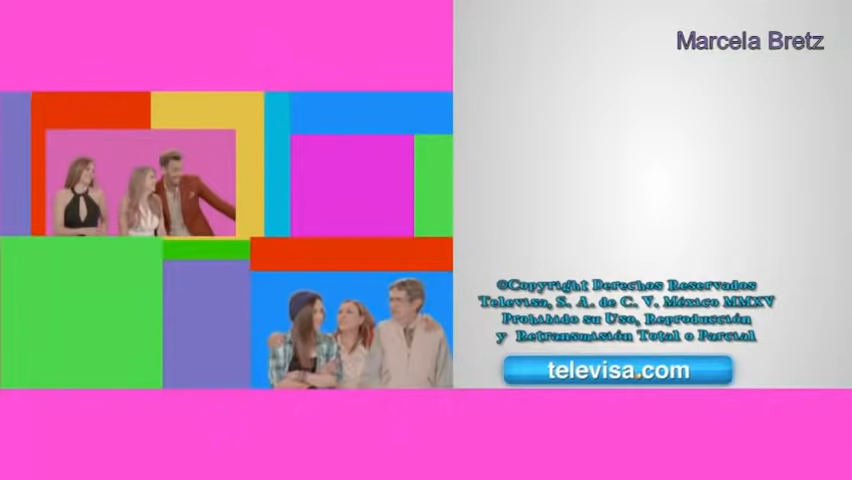 Marcela Bretz
©Copyright Derechos Reservados
Televisa, S. A. de C. V. México MMXV
Prohibido su Uso, Reproducción
y Retransmisión Total o Parcial
televisa.com